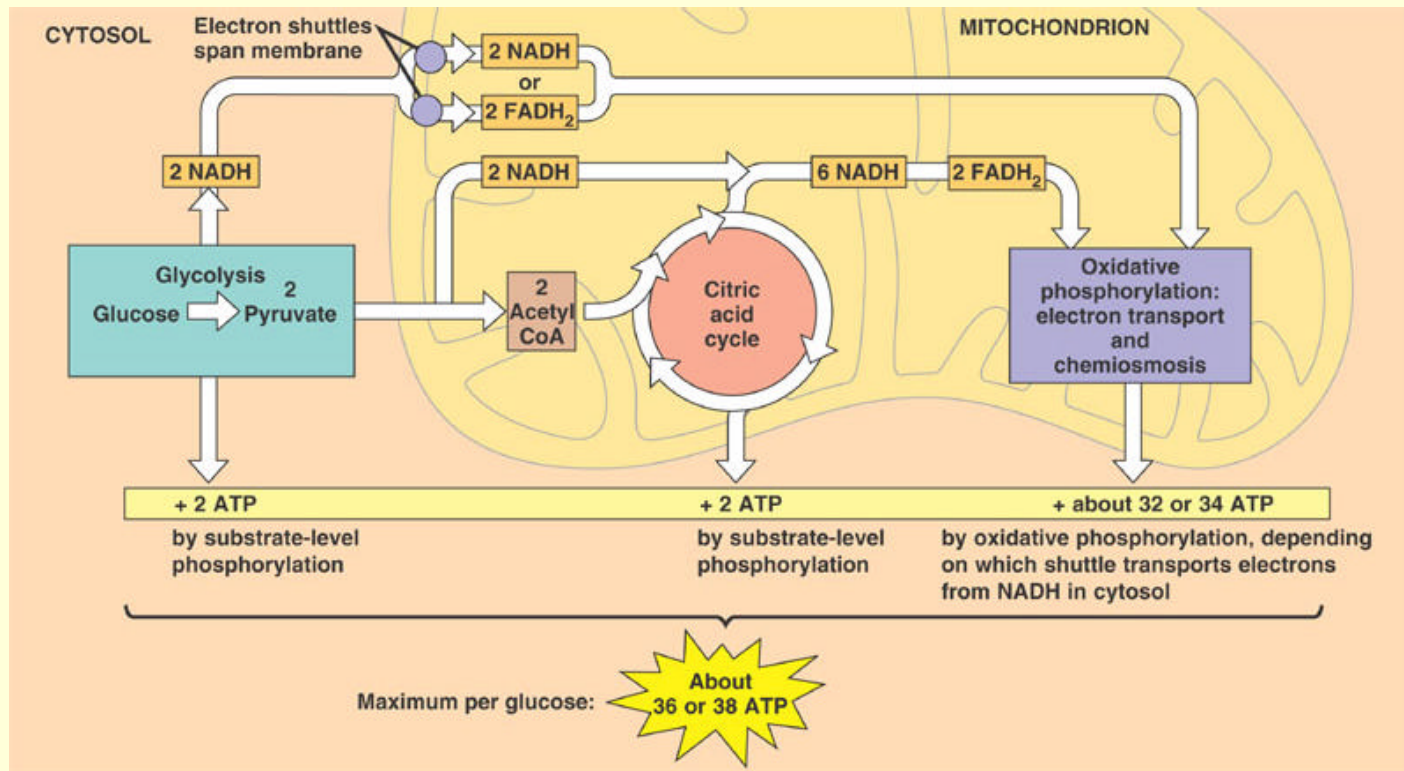 CYTOSOL
Electron shuttles
span membrane
MITOCHONDRION
2 NADH
or
2 FADH₂
2 NADH
2 NADH
6 NADH
2 FADH₂
Glycolysis
Glucose
2
Pyruvate
2
Acetyl
CoA
Citric
acid
cycle
Oxidative
phosphorylation:
electron transport
and
chemiosmosis
+ 2 ATP
by substrate-level
phosphorylation
+ 2 ATP
by substrate-level
phosphorylation
+ about 32 or 34 ATP
by oxidative phosphorylation, depending
on which shuttle transports electrons
from NADH in cytosol
Maximum per glucose:
About
36 or 38 ATP